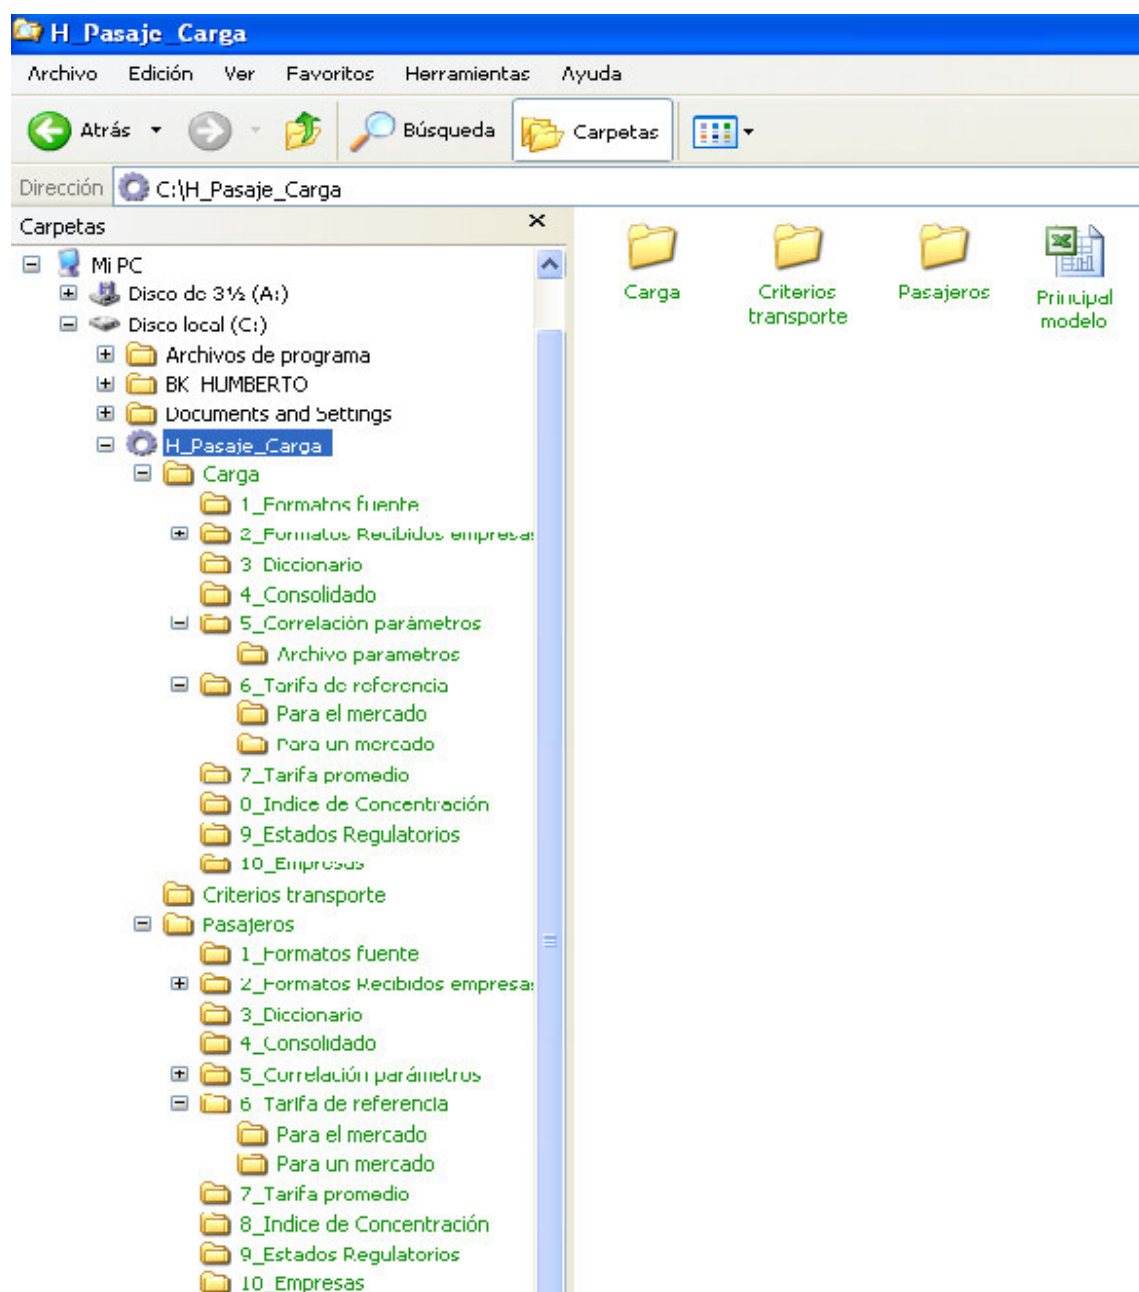 H_Pasaje_Carga
Archivo Edición Ver Favoritos Herramientas Ayuda
Atrás Búsqueda Carpetas
Dirección C:\H_Pasaje_Carga
Carpetas
Mi PC
Disco de 3½ (A:)
Disco local (C:)
Archivos de programa
BK_HUMBERTO
Documents and Settings
H_Pasaje_Carga
Carga
1_Formatos fuente
2_Formatos Recibidos empresas
3_Diccionario
4_Consolidado
5_Correlación parámetros
Archivo parametros
6_Tarifa de referencia
Para el mercado
Para un mercado
7_Tarifa promedio
8_Indice de Concentración
9_Estados Regulatorios
10_Empresas
Criterios transporte
Pasajeros
1_Formatos fuente
2_Formatos Recibidos empresas
3_Diccionario
4_Consolidado
5_Correlación parámetros
6_Tarifa de referencia
Para el mercado
Para un mercado
7_Tarifa promedio
8_Indice de Concentración
9_Estados Regulatorios
10_Empresas
Carga
Criterios
transporte
Pasajeros
Principal
modelo